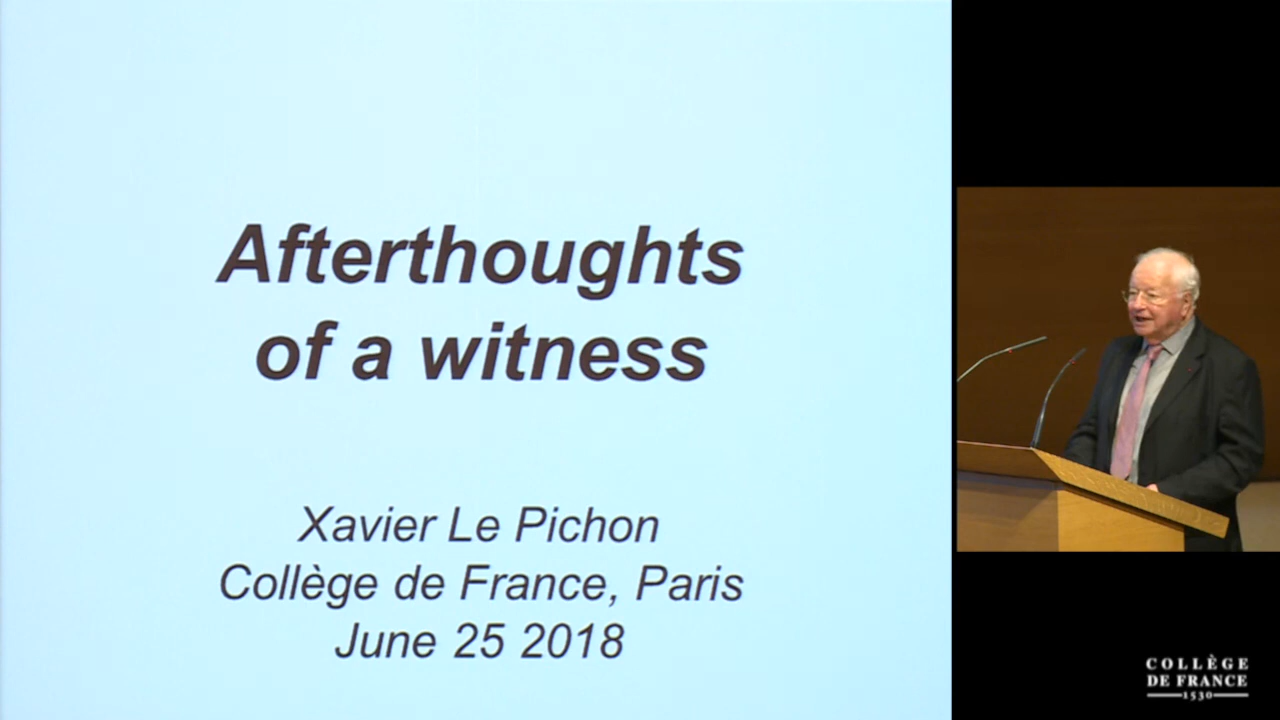 Afterthoughts
of a witness
Xavier Le Pichon
Collège de France, Paris
June 25 2018
COLLÈGE
DE FRANCE
1530